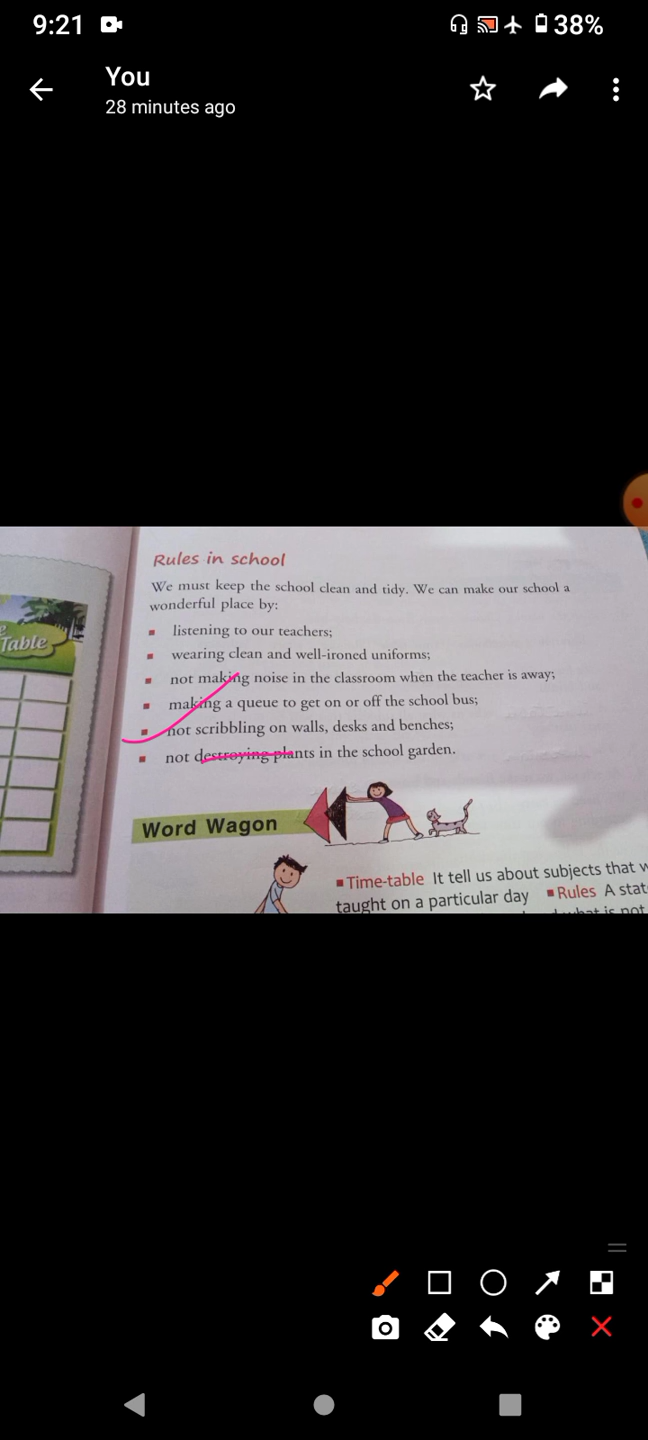 9:21
38%
You
28 minutes ago
Rules in school
We must keep the school clean and tidy. We can make our school a
wonderful place by:
listening to our teachers;
wearing clean and well-ironed uniforms;
not making noise in the classroom when the teacher is away;
making a queue to get on or off the school bus;
not scribbling on walls, desks and benches;
not destroying plants in the school garden.
Table
Word Wagon
Time-table It tell us about subjects that
taught on a particular day ▪ Rules A
what is not